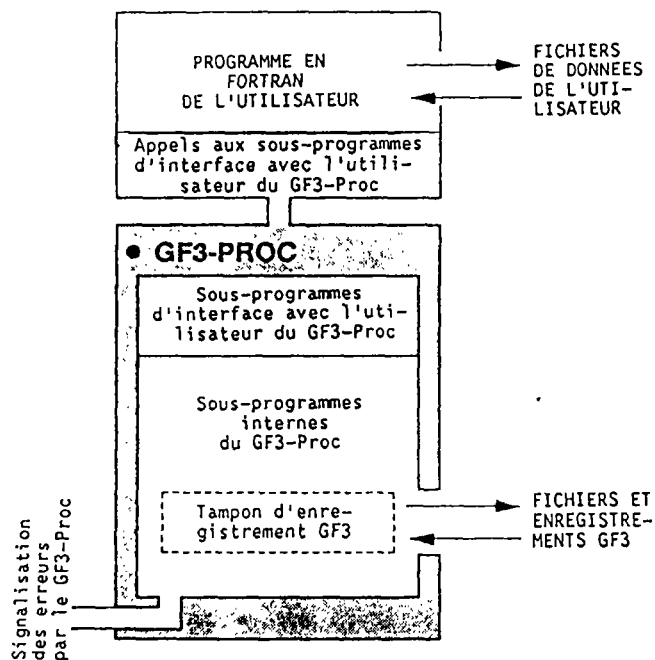 PROGRAMME EN
FORTRAN
DE L'UTILISATEUR
FICHIERS
DE DONNEES
DE L'UTI-
LISATEUR
Appels aux sous-programmes
d'interface avec l'utili-
sateur du GF3-Proc
● GF3-PROC
Sous-programmes
d'interface avec l'uti-
lisateur du GF3-Proc
Sous-programmes
internes
du GF3-Proc
Tampon d'enre-
gistrement GF3
FICHIERS ET
ENREGISTRE-
MENTS GF3
Signalisation
des erreurs
par le GF3-Proc